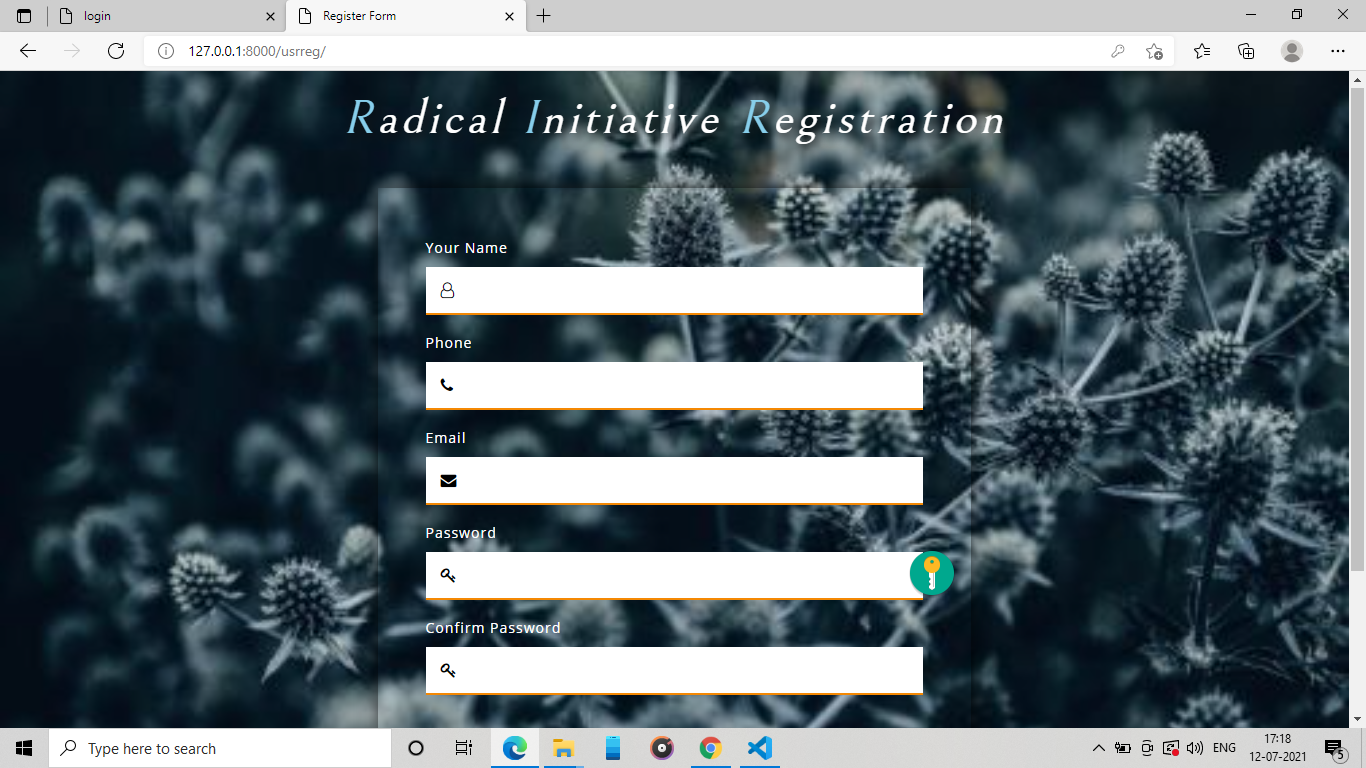 login
Register Form
127.0.0.1:8000/usrreg/
Radical Initiative Registration
Your Name
Phone
Email
Password
Confirm Password
Type here to search
ENG
17:18
12-07-2021
5